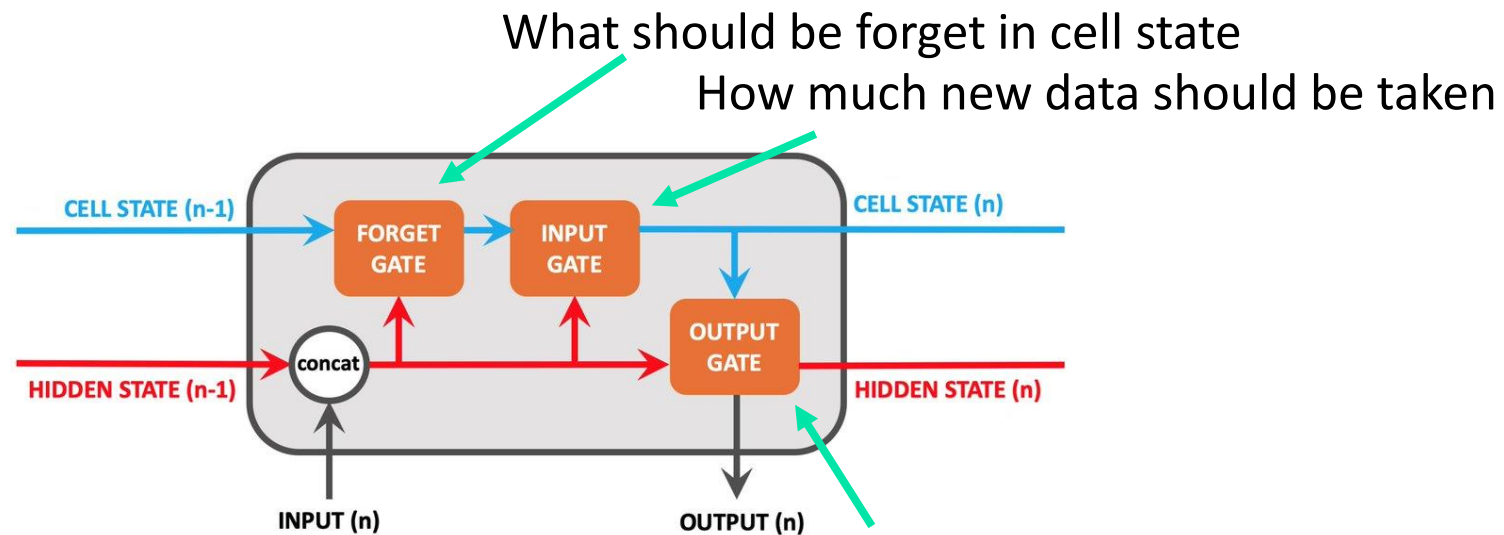 What should be forget in cell state
How much new data should be taken
CELL STATE (n-1)
FORGET
GATE
INPUT
GATE
CELL STATE (n)
OUTPUT
GATE
concat
HIDDEN STATE (n-1)
HIDDEN STATE (n)
INPUT (n)
OUTPUT (n)